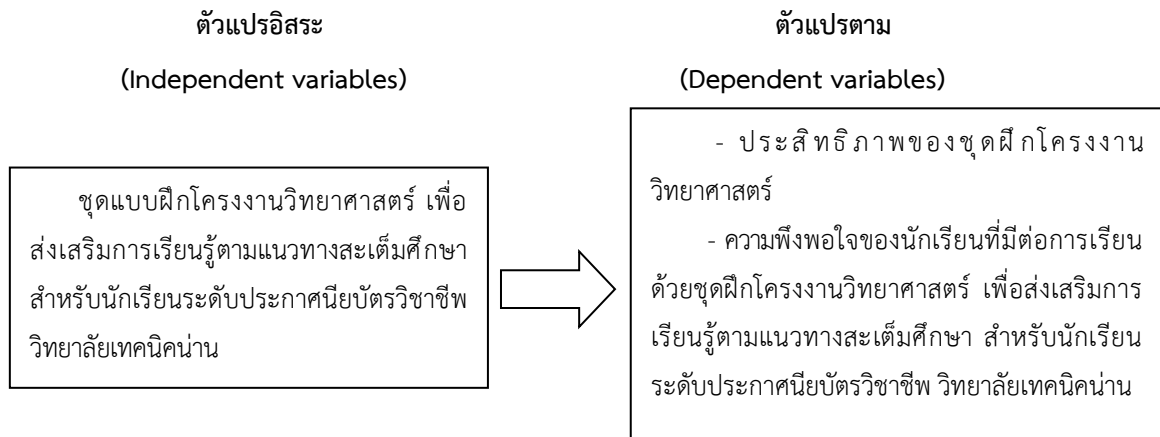 ตัวแปรอิสระ
(Independent variables)
ชุดแบบฝึกโครงงานวิทยาศาสตร์ เพื่อ
ส่งเสริมการเรียนรู้ตามแนวทางสะเต็มศึกษา
สำหรับนักเรียนระดับประกาศนียบัตรวิชาชีพ
วิทยาลัยเทคนิคน่าน
ตัวแปรตาม
(Dependent variables)
- ประสิทธิภาพของชุดฝึกโครงงาน
วิทยาศาสตร์
- ความพึงพอใจของนักเรียนที่มีต่อการเรียน
ด้วยชุดฝึกโครงงานวิทยาศาสตร์ เพื่อส่งเสริมการ
เรียนรู้ตามแนวทางสะเต็มศึกษา สำหรับนักเรียน
ระดับประกาศนียบัตรวิชาชีพ วิทยาลัยเทคนิคน่าน